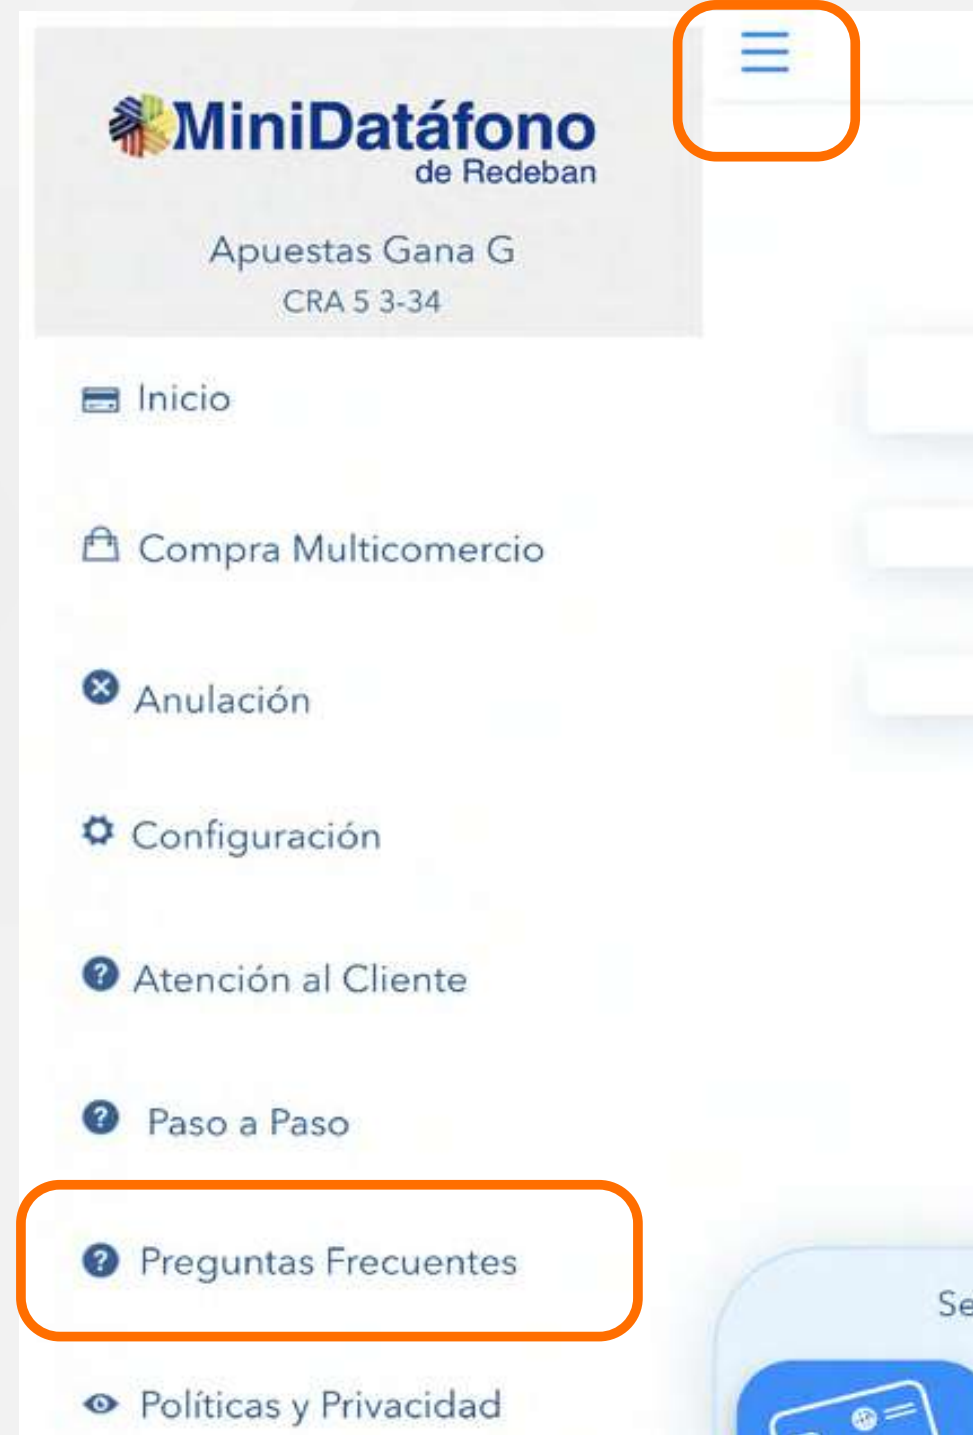 MiniDatáfono
de Redeban
Apuestas Gana G
CRA 5 3-34
Inicio
Compra Multicomercio
Anulación
Configuración
Atención al Cliente
Paso a Paso
Preguntas Frecuentes
Se
Políticas y Privacidad